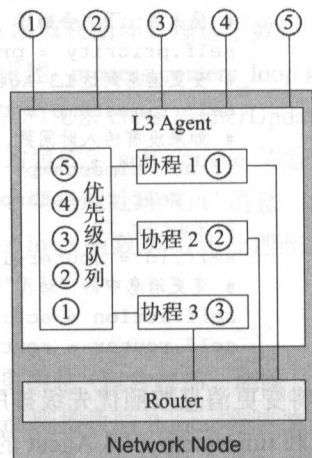 ① ② ③ ④ ⑤
L3 Agent
⑤ ④ ③ ② ①
优先级队列
协程 1 ①
协程 2 ②
协程 3 ③
Router
Network Node